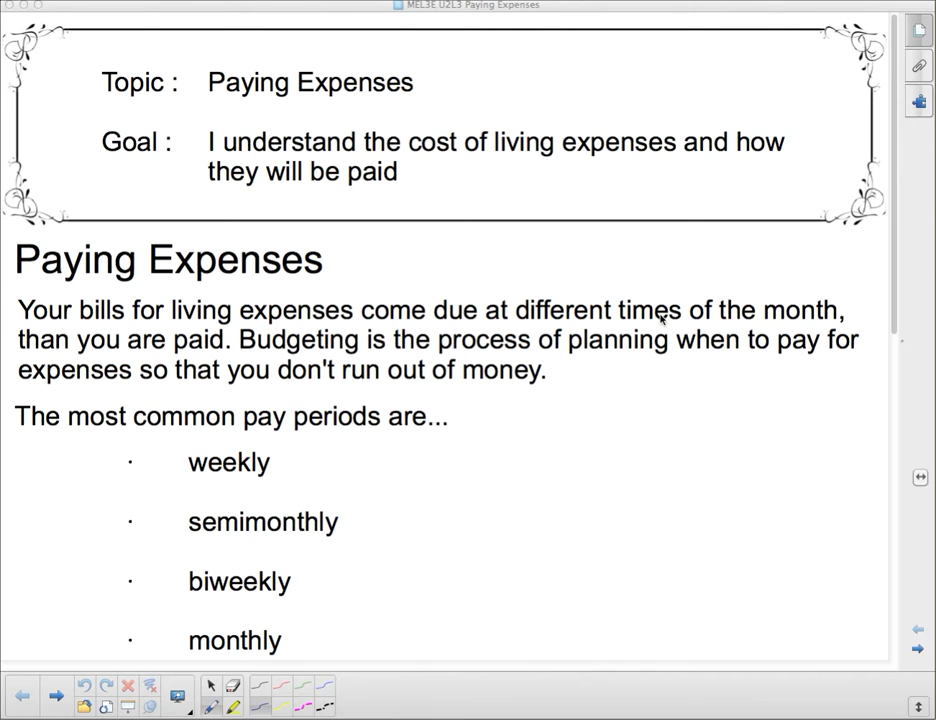 MEL3E U2L3 Paying Expenses
Topic : Paying Expenses
Goal : I understand the cost of living expenses and how
they will be paid
Paying Expenses
Your bills for living expenses come due at different times of the month,
than you are paid. Budgeting is the process of planning when to pay for
expenses so that you don't run out of money.
The most common pay periods are...
· weekly
· semimonthly
· biweekly
· monthly